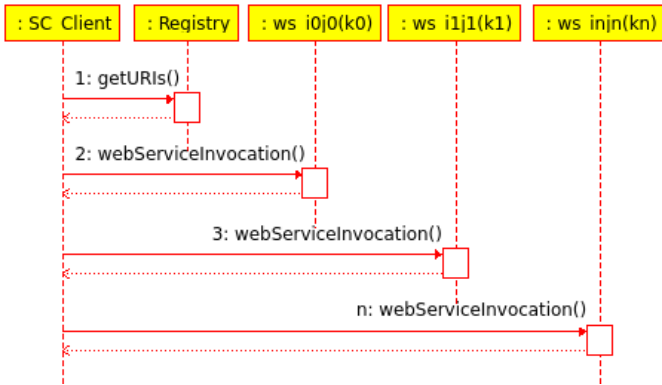 : SC Client
: Registry
: ws i0j0(k0)
: ws i1j1(k1)
: ws injn(kn)
1: getURIs()
2: webServiceInvocation()
3: webServiceInvocation()
n: webServiceInvocation()